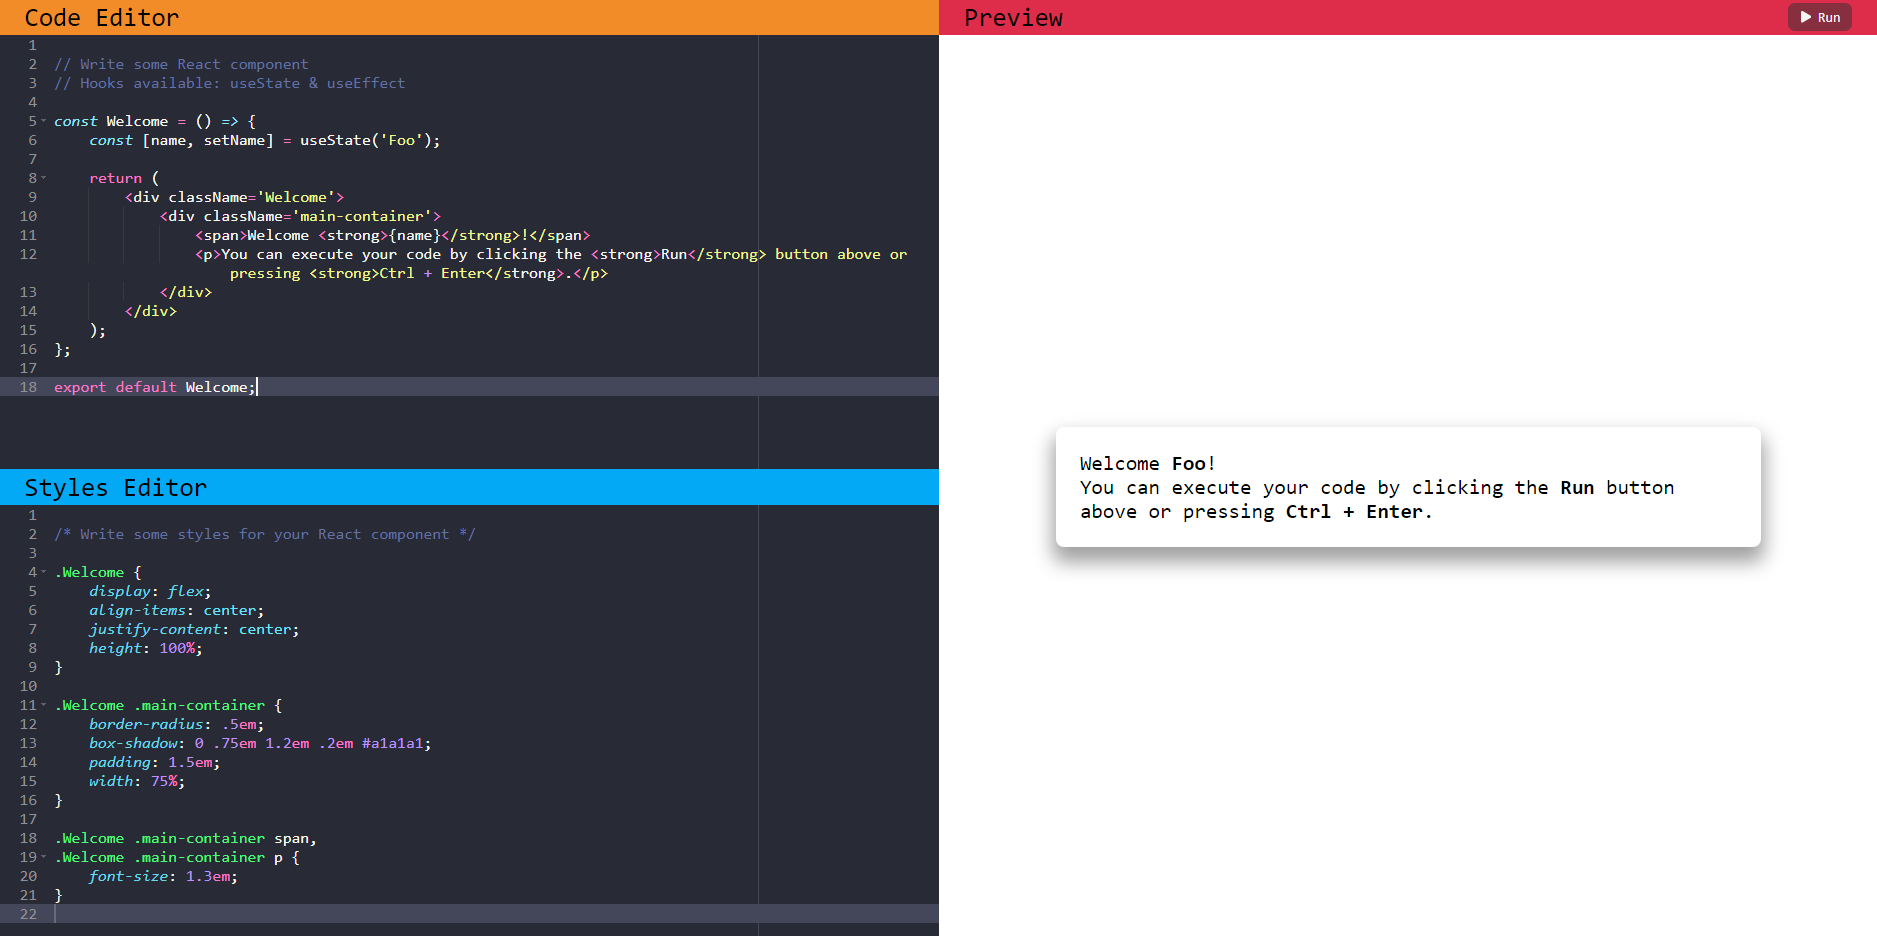 Code Editor
1
2 // Write some React component
3 // Hooks available: useState & useEffect
4
5 const Welcome = () => {
6 const [name, setName] = useState('Foo');
7
8 return (
9 <div className='Welcome'>
10 <div className='main-container'>
11 <span>Welcome <strong>{name}</strong>!</span>
12 <p>You can execute your code by clicking the <strong>Run</strong> button above or
pressing <strong>Ctrl + Enter</strong>.</p>
13 </div>
14 </div>
15 );
16 };
17
18 export default Welcome;
Styles Editor
1
2 /* Write some styles for your React component */
3
4 .Welcome {
5 display: flex;
6 align-items: center;
7 justify-content: center;
8 height: 100%;
9 }
10
11 .Welcome .main-container {
12 border-radius: .5em;
13 box-shadow: 0 .75em 1.2em .2em #a1a1a1;
14 padding: 1.5em;
15 width: 75%;
16 }
17
18 .Welcome .main-container span,
19 .Welcome .main-container p {
20 font-size: 1.3em;
21 }
22
Preview
Run
Welcome Foo!
You can execute your code by clicking the Run button
above or pressing Ctrl + Enter.